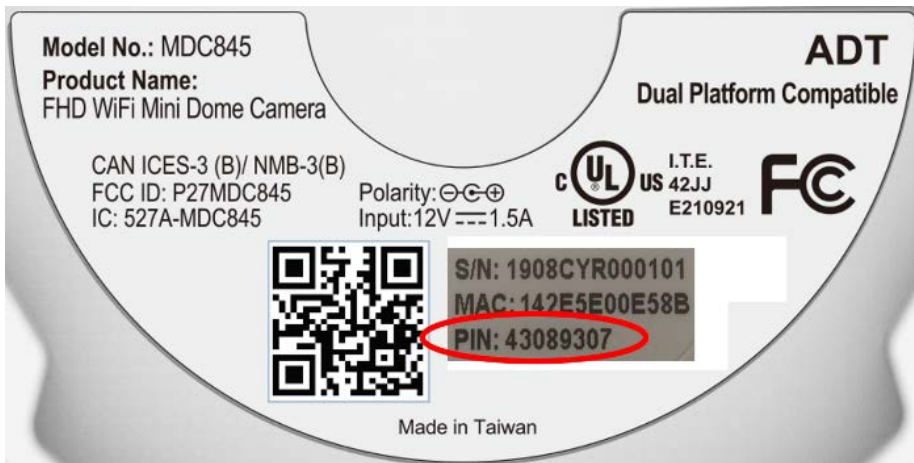 Model No.: MDC845
Product Name:
FHD WiFi Mini Dome Camera
ADT
Dual Platform Compatible
CAN ICES-3 (B)/ NMB-3(B)
FCC ID: P27MDC845
IC: 527A-MDC845
Polarity:
Input:12V 1.5A
C UL US
®
LISTED
I.T.E.
42JJ
E210921
FC
S/N: 1908CYR000101
MAC: 142E5E00E58B
PIN: 43089307
Made in Taiwan